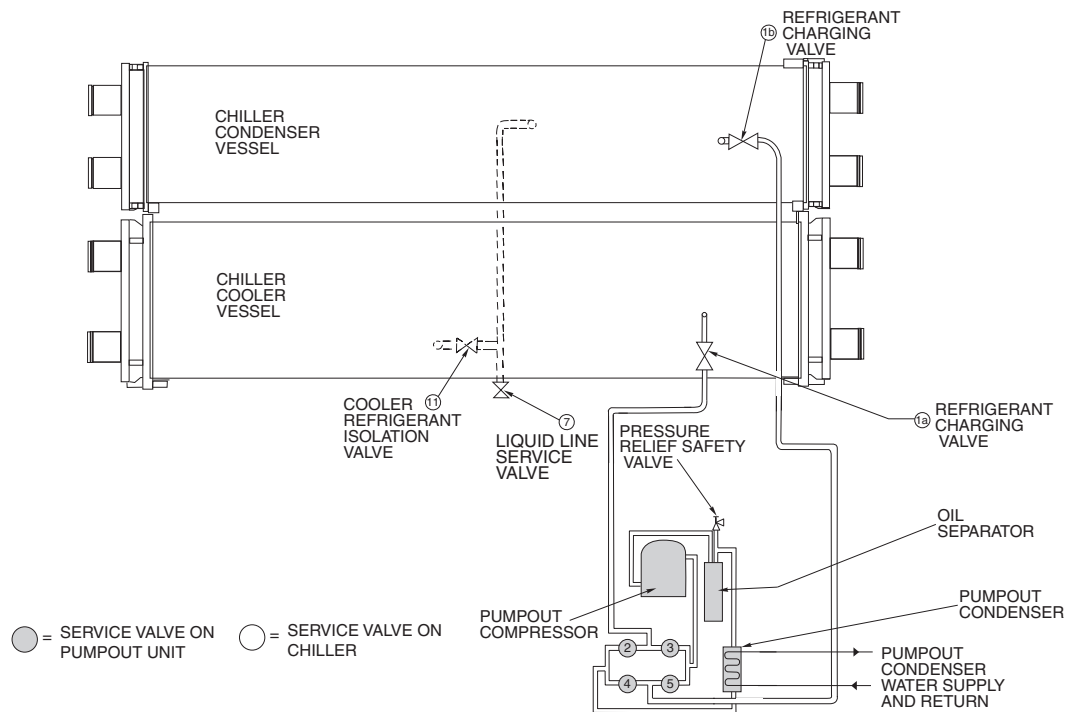 1b
REFRIGERANT
CHARGING
VALVE
CHILLER
CONDENSER
VESSEL
CHILLER
COOLER
VESSEL
COOLER
11
REFRIGERANT
ISOLATION
VALVE
7
LIQUID LINE
SERVICE
VALVE
PRESSURE
RELIEF SAFETY
VALVE
1a
REFRIGERANT
CHARGING
VALVE
OIL
SEPARATOR
PUMPOUT
COMPRESSOR
PUMPOUT
CONDENSER
2
3
4
5
= SERVICE VALVE ON
PUMPOUT UNIT
= SERVICE VALVE ON
CHILLER
PUMPOUT
CONDENSER
WATER SUPPLY
AND RETURN